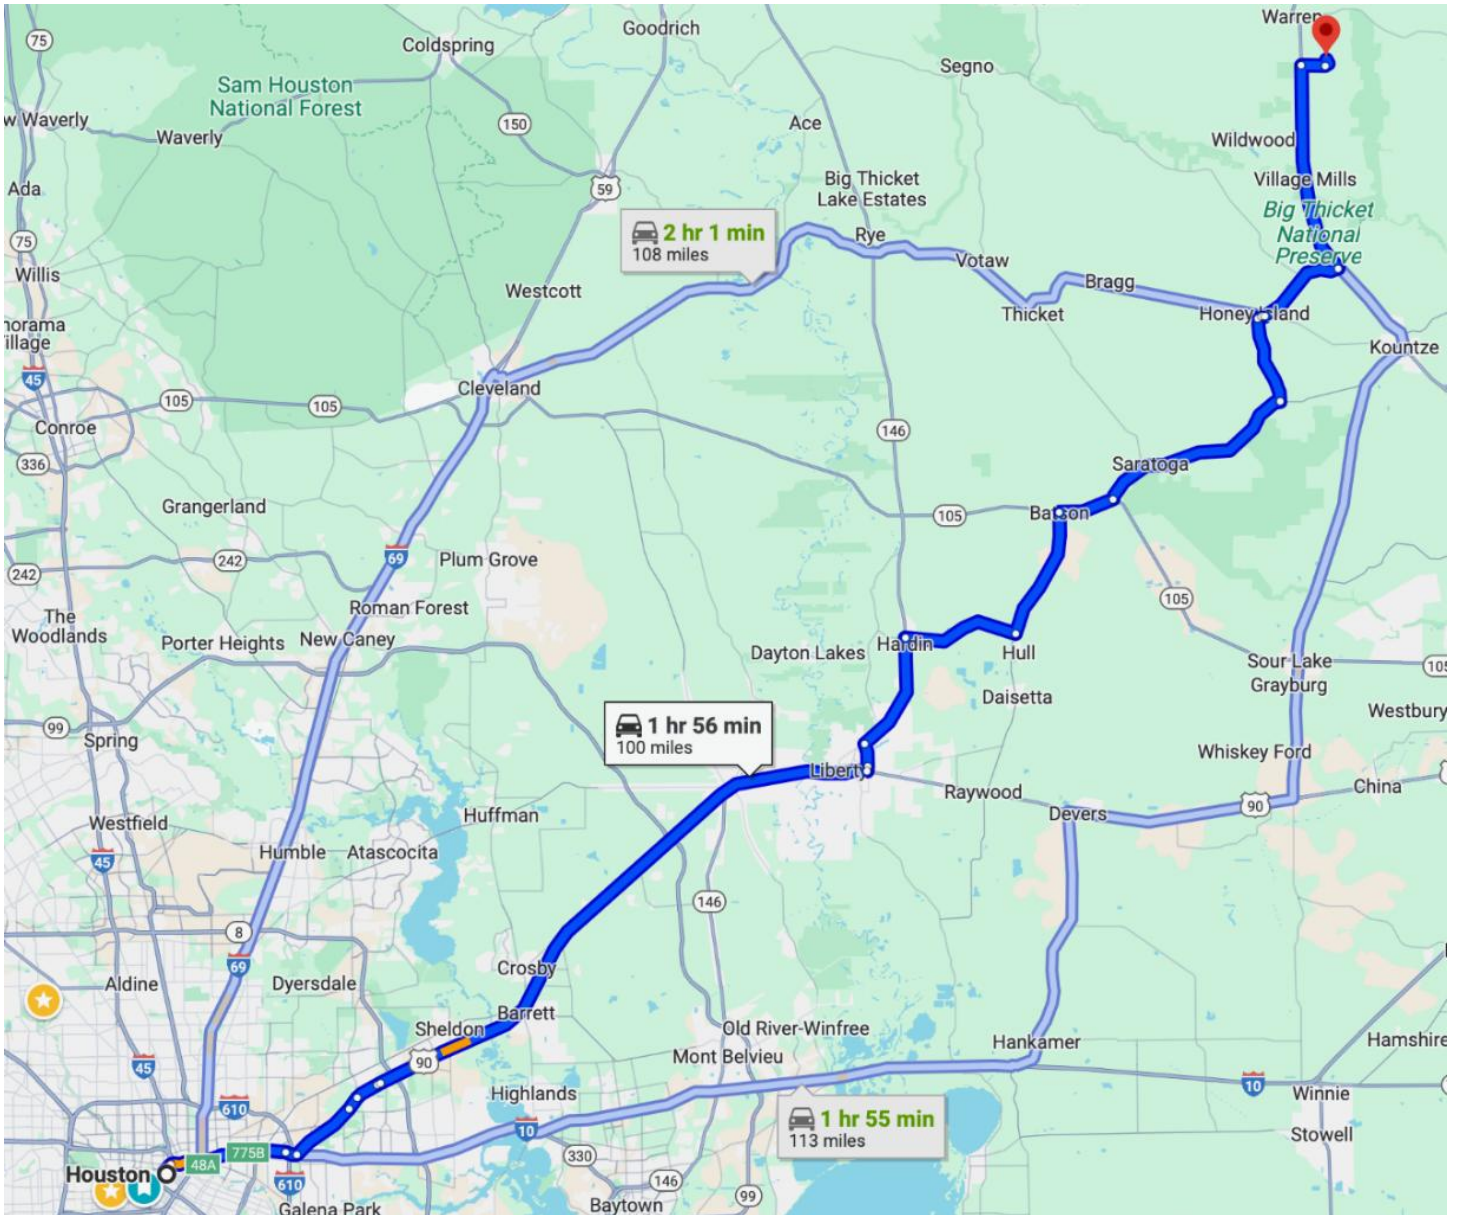 Warren
Goodrich
75
Coldspring
Segno
Sam Houston
National Forest
w Waverly
150
Ace
Waverly
Wildwood
Ada
59
Big Thicket
Lake Estates
Village Mills
Big Thicket
National
Preserve
75
2 hr 1 min
108 miles
Rye
Votaw
Willis
Westcott
Bragg
Thicket
Honey Island
norama
illage
Kountze
45
Cleveland
105
105
Conroe
146
336
Saratoga
Grangerland
105
Batson
69
Plum Grove
242
242
105
Roman Forest
The
Woodlands
Porter Heights
New Caney
Dayton Lakes
Hardin
Hull
Sour Lake
105
Grayburg
Daisetta
99
1 hr 56 min
100 miles
Westbury
Spring
Whiskey Ford
Liberty
Raywood
China
90
Huffman
Devers
Westfield
45
Humble
Atascocita
146
8
69
Crosby
Aldine
Dyersdale
Barrett
Sheldon
Old River-Winfree
Hankamer
Hamshire
90
Mont Belvieu
45
Highlands
10
Winnie
610
1 hr 55 min
113 miles
10
Stowell
775B
48A
330
Houston
610
146
99
Galena Park
Baytown